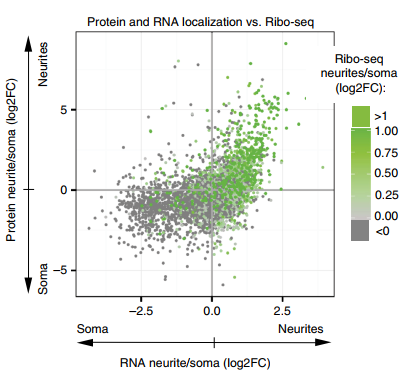 Protein and RNA localization vs. Ribo-seq
Protein neurite/soma (log2FC)
Neurites
Soma
5
0
−5
−2.5
0.0
2.5
Soma
Neurites
RNA neurite/soma (log2FC)
Ribo-seq
neurites/soma
(log2FC):
>1
1.00
0.75
0.50
0.25
0.00
<0